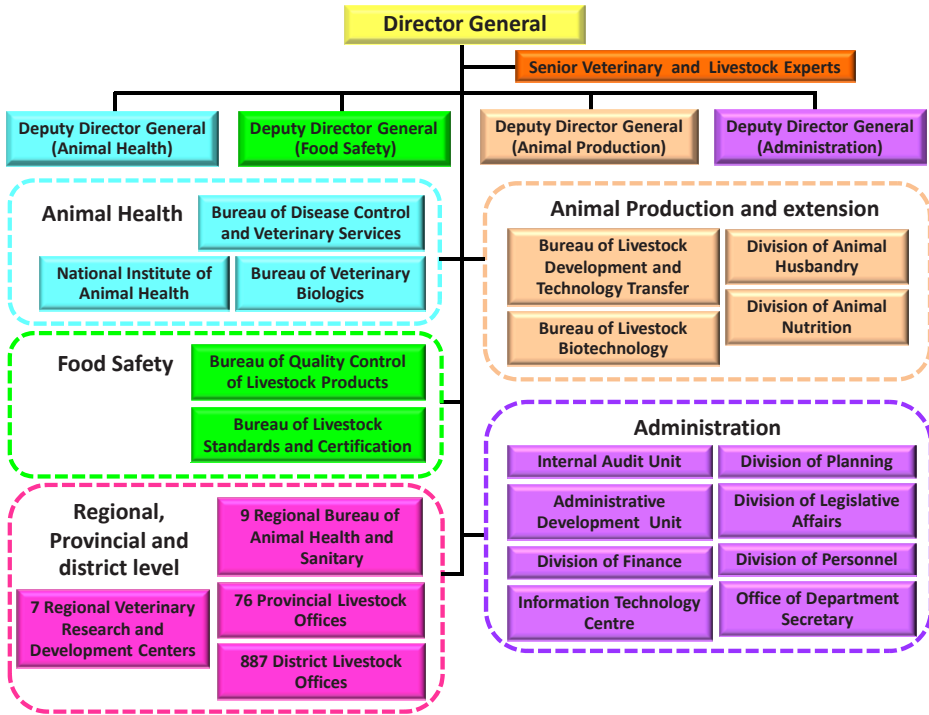 Director General
Senior Veterinary and Livestock Experts
Deputy Director General
(Animal Health)
Deputy Director General
(Food Safety)
Deputy Director General
(Animal Production)
Deputy Director General
(Administration)
Animal Health
Bureau of Disease Control
and Veterinary Services
National Institute of
Animal Health
Bureau of Veterinary
Biologics
Animal Production and extension
Bureau of Livestock
Development and
Technology Transfer
Division of Animal
Husbandry
Bureau of Livestock
Biotechnology
Division of Animal
Nutrition
Food Safety
Bureau of Quality Control
of Livestock Products
Bureau of Livestock
Standards and Certification
Administration
Internal Audit Unit
Division of Planning
Administrative
Development Unit
Division of Legislative
Affairs
Division of Finance
Division of Personnel
Information Technology
Centre
Office of Department
Secretary
Regional,
Provincial and
district level
9 Regional Bureau of
Animal Health and
Sanitary
7 Regional Veterinary
Research and
Development Centers
76 Provincial Livestock
Offices
887 District Livestock
Offices